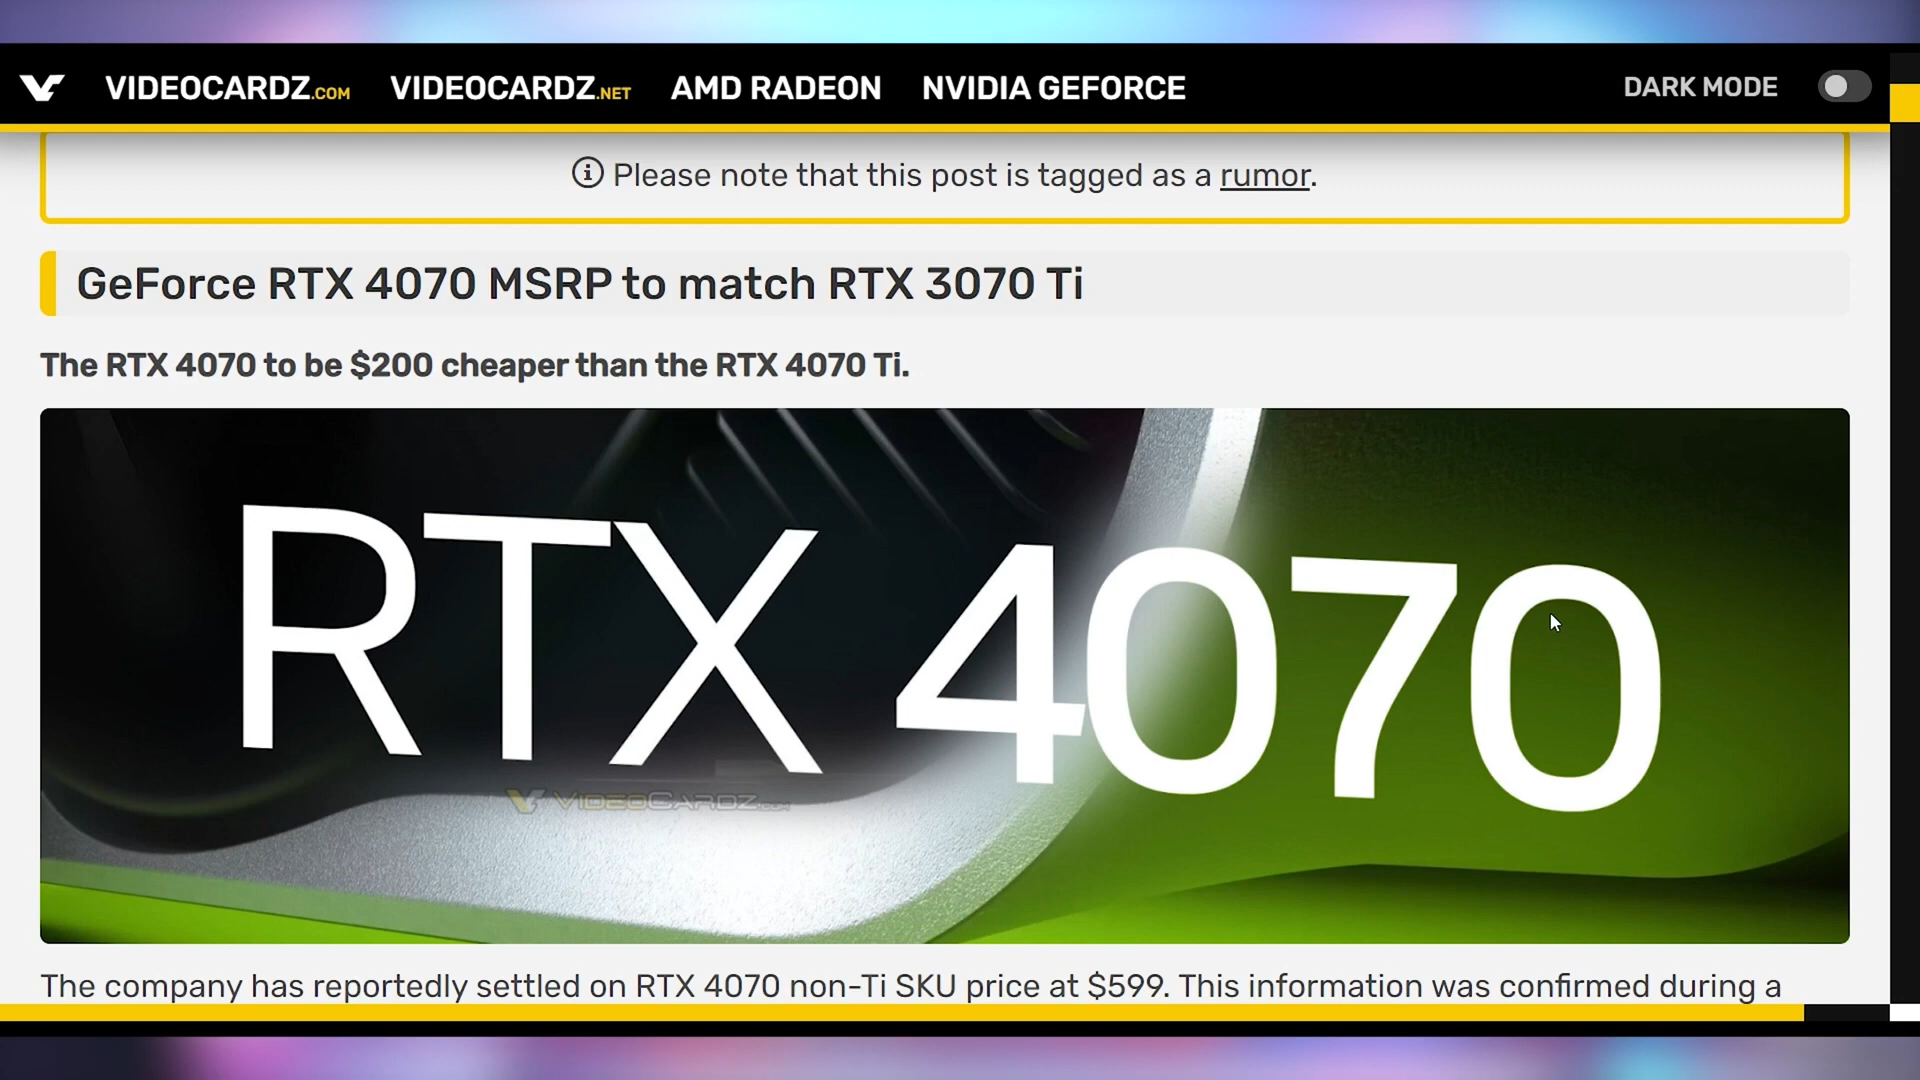 VIDEOCARDZ.COM VIDEOCARDZ.NET AMD RADEON NVIDIA GEFORCE DARK MODE
Please note that this post is tagged as a rumor.
GeForce RTX 4070 MSRP to match RTX 3070 Ti
The RTX 4070 to be $200 cheaper than the RTX 4070 Ti.
RTX 4070
VIDEOCARDZ.COM
The company has reportedly settled on RTX 4070 non-Ti SKU price at $599. This information was confirmed during a